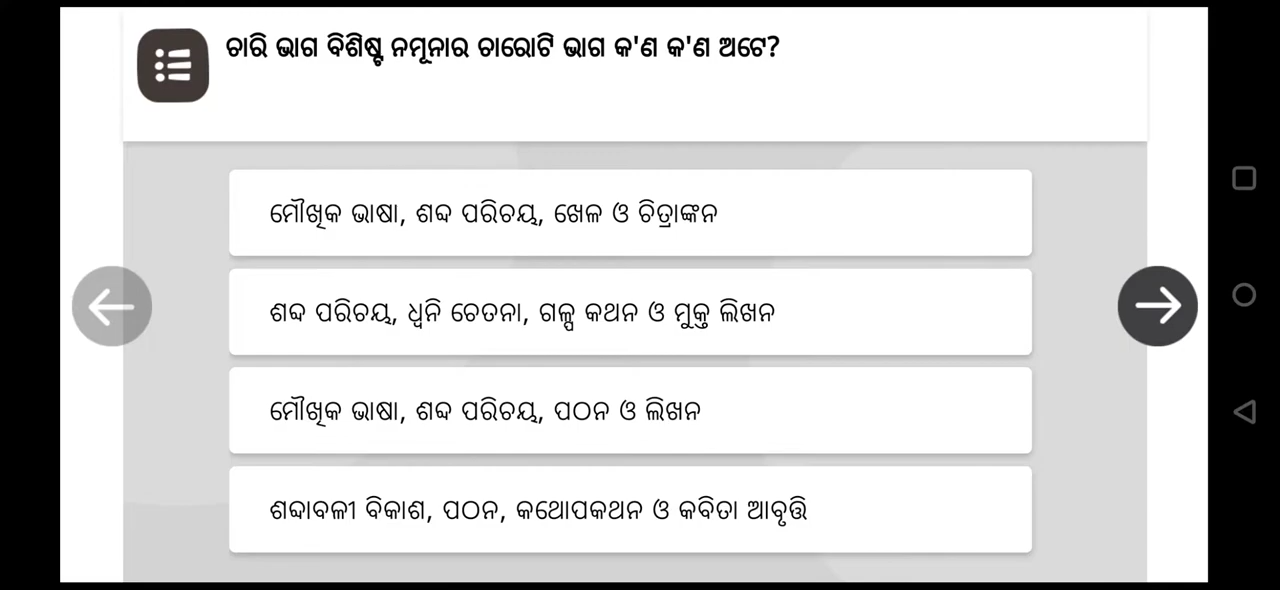 ଚାରି ଭାଗ ବିଶିଷ୍ଟ ନମୂନାର ଚାରୋଟି ଭାଗ କ'ଣ କ'ଣ ଅଟେ?
ମୌଖିକ ଭାଷା, ଶବ୍ଦ ପରିଚୟ, ଖେଳ ଓ ଚିତ୍ରାଙ୍କନ
ଶବ୍ଦ ପରିଚୟ, ଧ୍ୱନି ଚେତନା, ଗଳ୍ପ କଥନ ଓ ମୁକ୍ତ ଲିଖନ
ମୌଖିକ ଭାଷା, ଶବ୍ଦ ପରିଚୟ, ପଠନ ଓ ଲିଖନ
ଶବ୍ଦାବଳୀ ବିକାଶ, ପଠନ, କଥୋପକଥନ ଓ କବିତା ଆବୃତ୍ତି